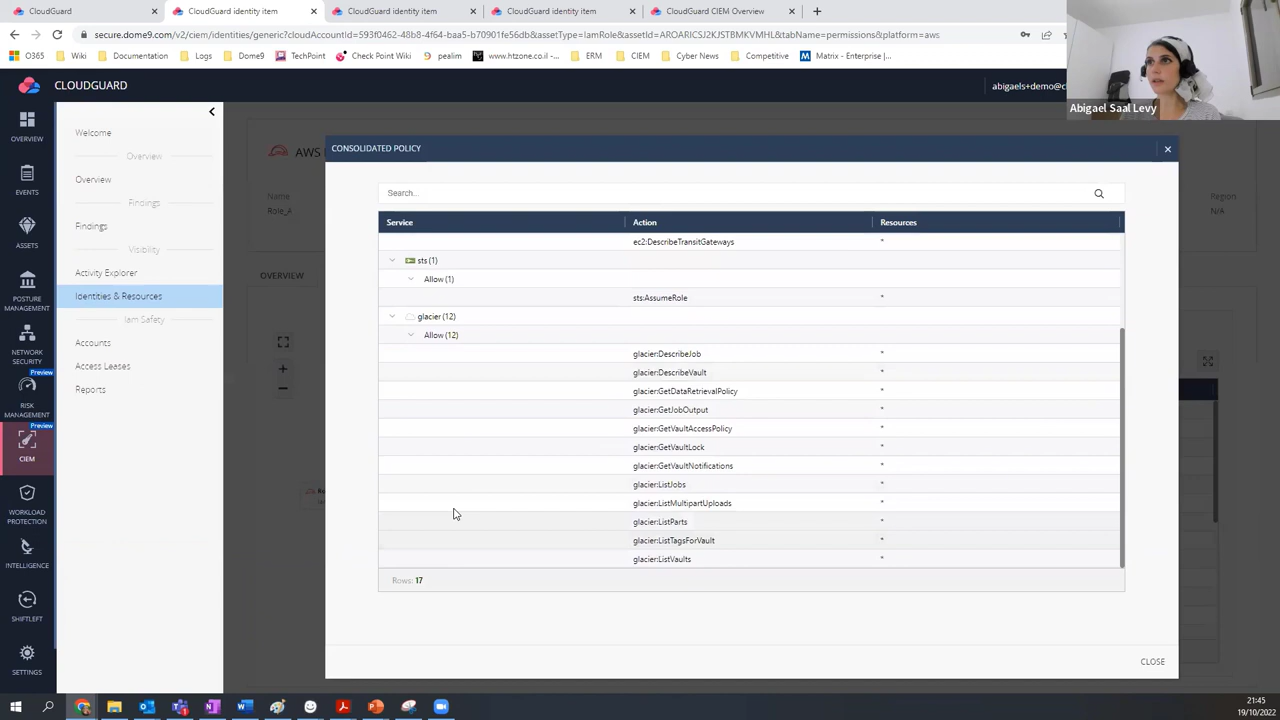 CloudGuard
CloudGuard identity item
CloudGuard identity item
CloudGuard identity item
CloudGuard CIEM Overview
secure.dome9.com/v2/ciem/identities/generic?cloudAccountId=593f0426-48b8-4f64-baa5-b70901fe56db&assetType=IamRole&assetId=AROARICSJ2KJSTBMKVMHL&tabName=permissions&platform=aws
O365
Wiki
Documentation
Logs
Dome9
TechPoint
Check Point Wiki
pealim
www.htzone.co.il -...
ERM
CIEM
Cyber News
Competitive
Matrix - Enterprise |...
CLOUDGUARD
abigaels+demo@c
Abigael Saal Levy
OVERVIEW
EVENTS
ASSETS
POSTURE
MANAGEMENT
NETWORK
SECURITY
Preview
RISK
MANAGEMENT
Preview
CIEM
WORKLOAD
PROTECTION
INTELLIGENCE
SHIFTLEFT
SETTINGS
Welcome
Overview
Overview
Findings
Findings
Visibility
Activity Explorer
Identities & Resources
Iam Safety
Accounts
Access Leases
Reports
AWS
Name
Role_A
Region
N/A
OVERVIEW
CONSOLIDATED POLICY
Search...
Service Action Resources
ec2:DescribeTransitGateways *
sts (1)
Allow (1)
sts:AssumeRole *
glacier (12)
Allow (12)
glacier:DescribeJob *
glacier:DescribeVault *
glacier:GetDataRetrievalPolicy *
glacier:GetJobOutput *
glacier:GetVaultAccessPolicy *
glacier:GetVaultLock *
glacier:GetVaultNotifications *
glacier:ListJobs *
glacier:ListMultipartUploads *
glacier:ListParts *
glacier:ListTagsForVault *
glacier:ListVaults *
Rows: 17
CLOSE
21:45
19/10/2022